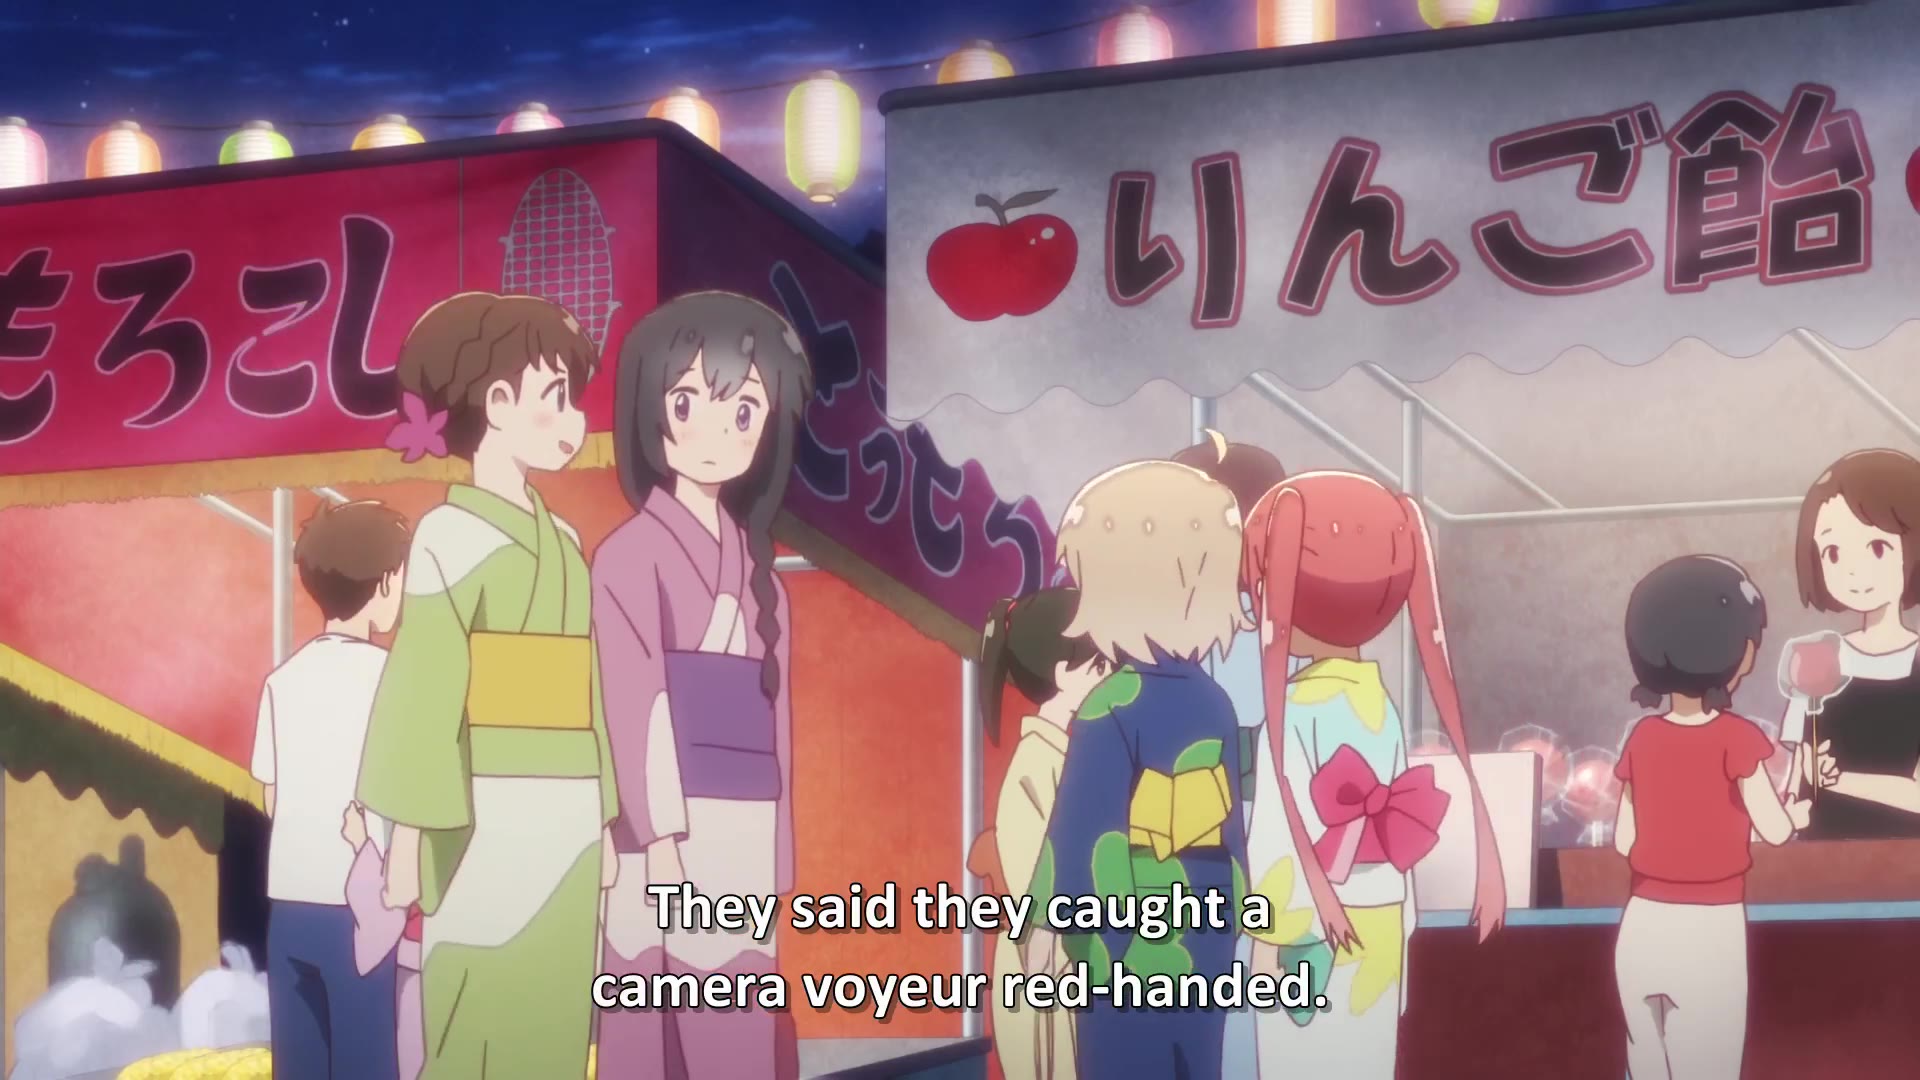 もろこし
りんご飴
They said they caught a
camera voyeur red-handed.